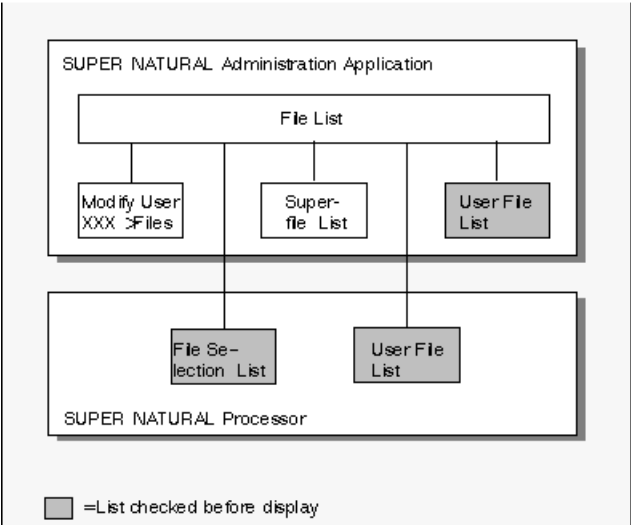 SUPER NATURAL Administration Application
File List
Modify User
XXX >Files
Super-
file List
User File
List
File Se-
lection List
User File
List
SUPER NATURAL Processor
=List checked before display